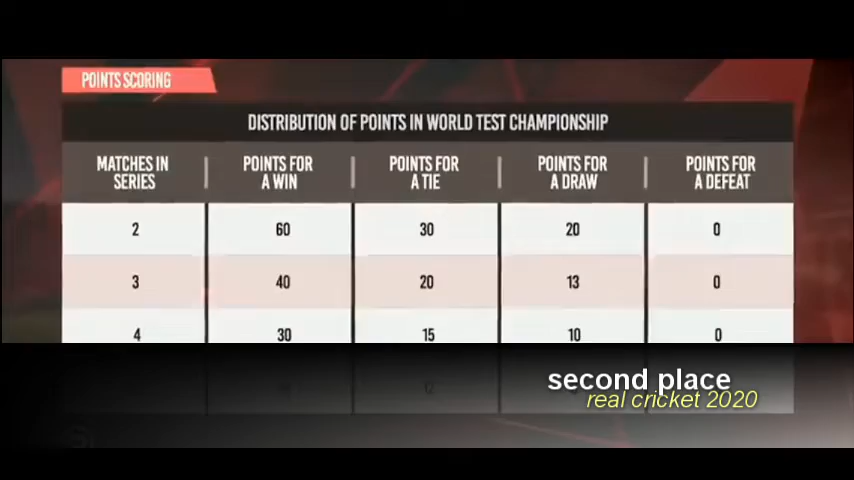 POINTS SCORING
DISTRIBUTION OF POINTS IN WORLD TEST CHAMPIONSHIP
MATCHES IN SERIES | POINTS FOR A WIN | POINTS FOR A TIE | POINTS FOR A DRAW | POINTS FOR A DEFEAT
2 60 30 20 0
3 40 20 13 0
4 30 15 10 0
12
second place
real cricket 2020